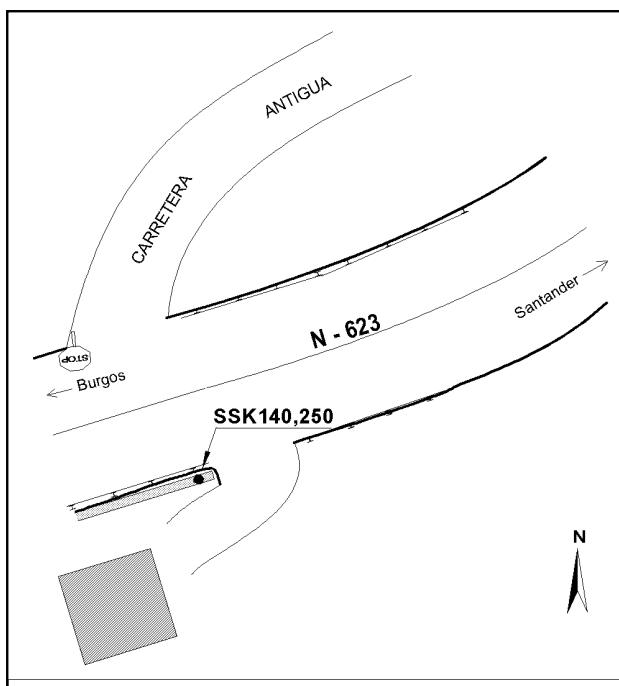 ANTIGUA
CARRETERA
Santander
N - 623
STOP
Burgos
SSK140,250
N